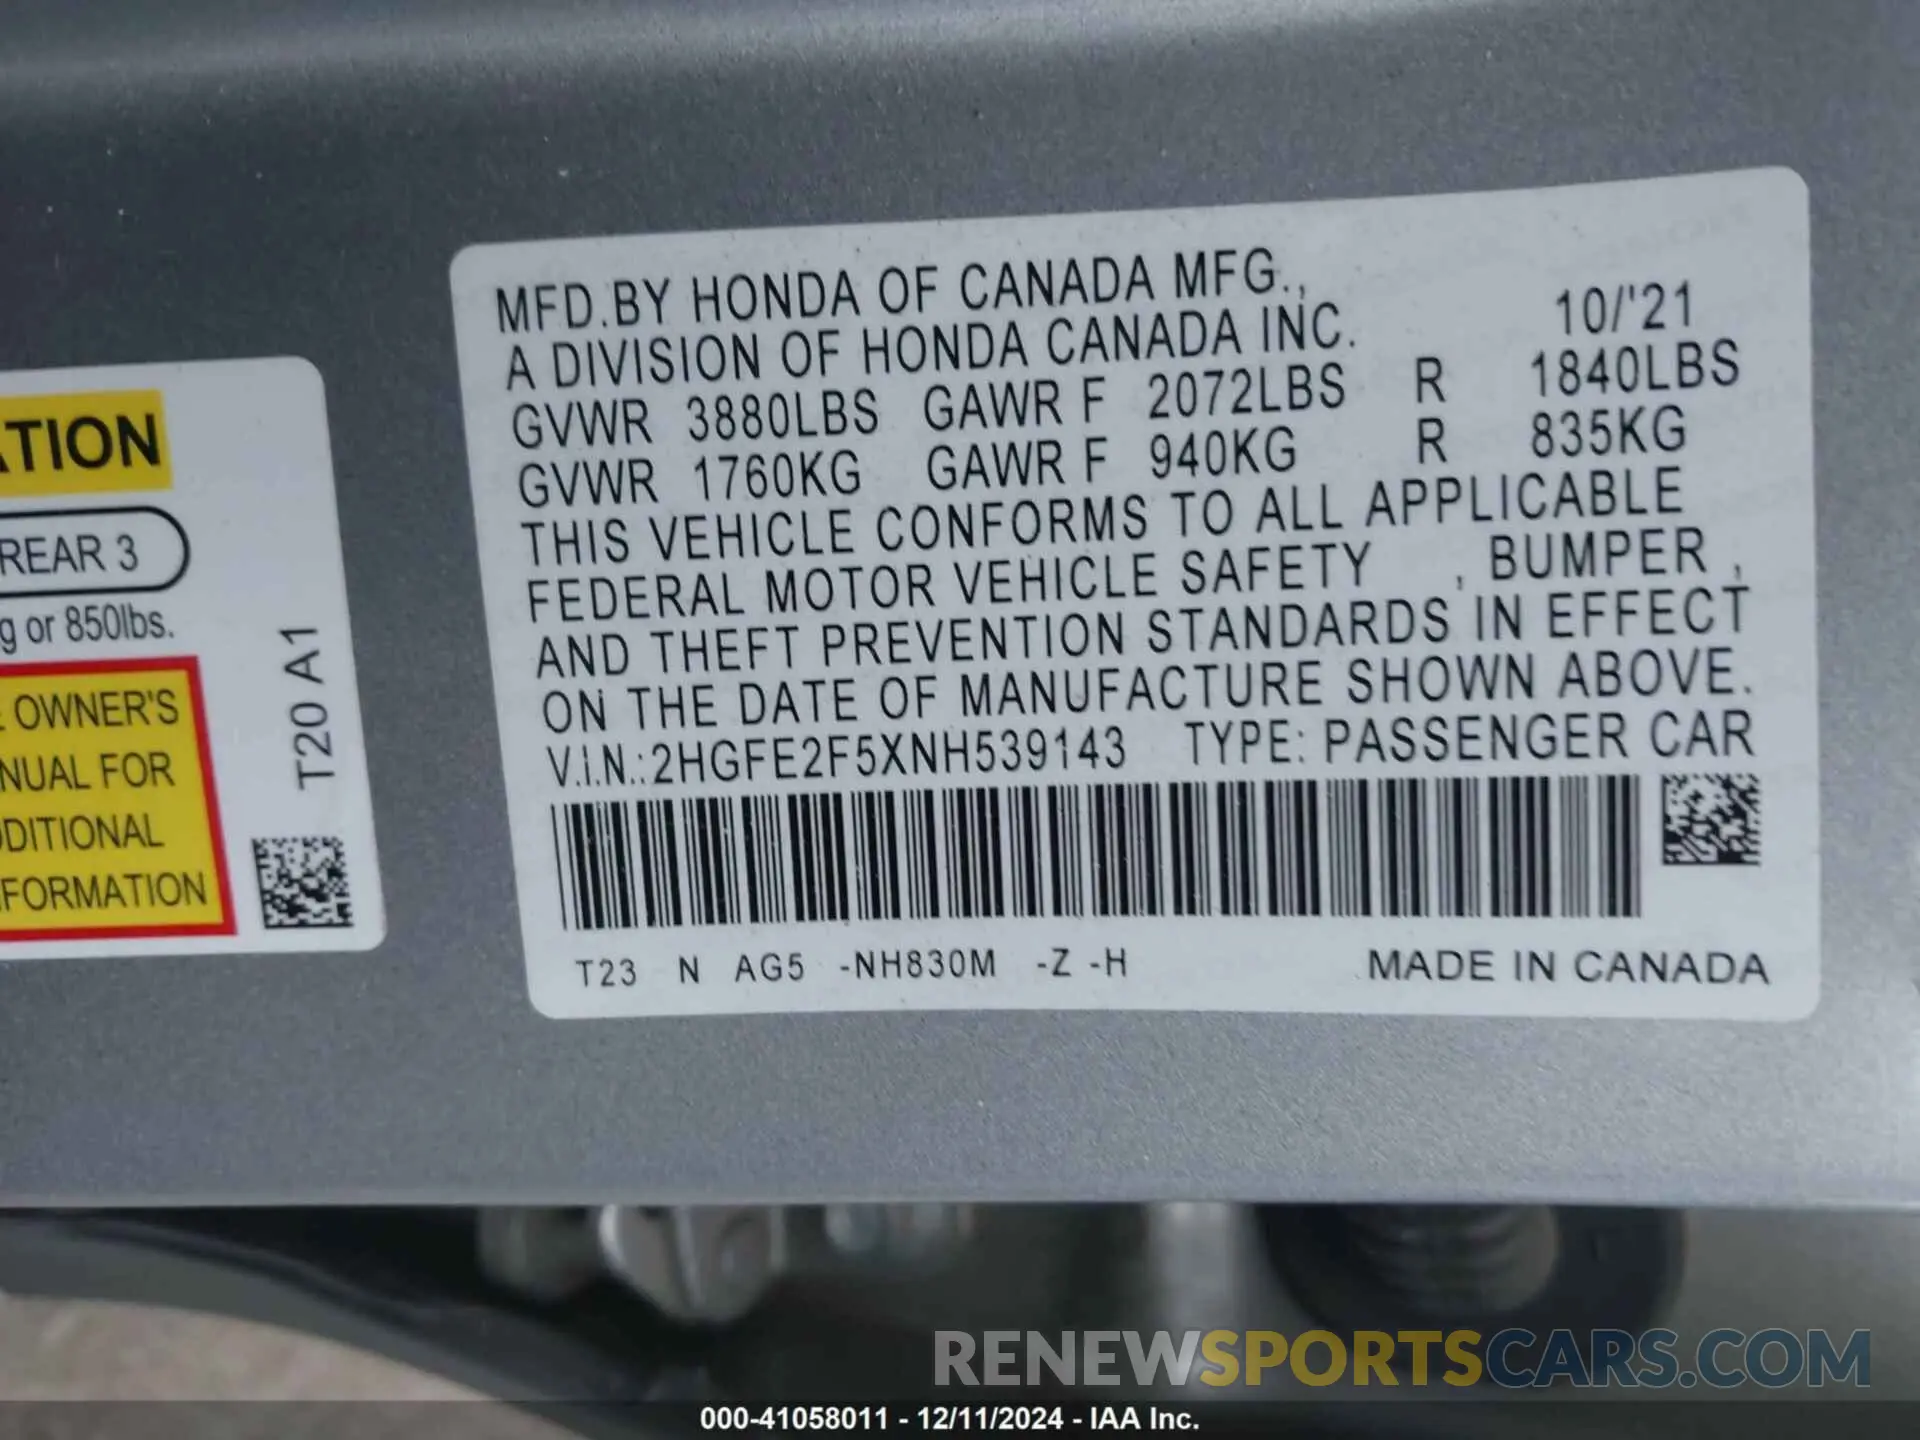 ATION
REAR 3
g or 850lbs.
E OWNER'S
NUAL FOR
DDITIONAL
FORMATION
T20 A1
MFD.BY HONDA OF CANADA MFG.,
A DIVISION OF HONDA CANADA INC. 10/'21
GVWR 3880LBS GAWR F 2072LBS R 1840LBS
GVWR 1760KG GAWR F 940KG R 835KG
THIS VEHICLE CONFORMS TO ALL APPLICABLE
FEDERAL MOTOR VEHICLE SAFETY , BUMPER ,
AND THEFT PREVENTION STANDARDS IN EFFECT
ON THE DATE OF MANUFACTURE SHOWN ABOVE.
V.I.N.:2HGFE2F5XNH539143 TYPE: PASSENGER CAR
T23 N AG5 -NH830M -Z -H MADE IN CANADA
RENEWSPORTSCARS.COM
000-41058011 - 12/11/2024 - IAA Inc.